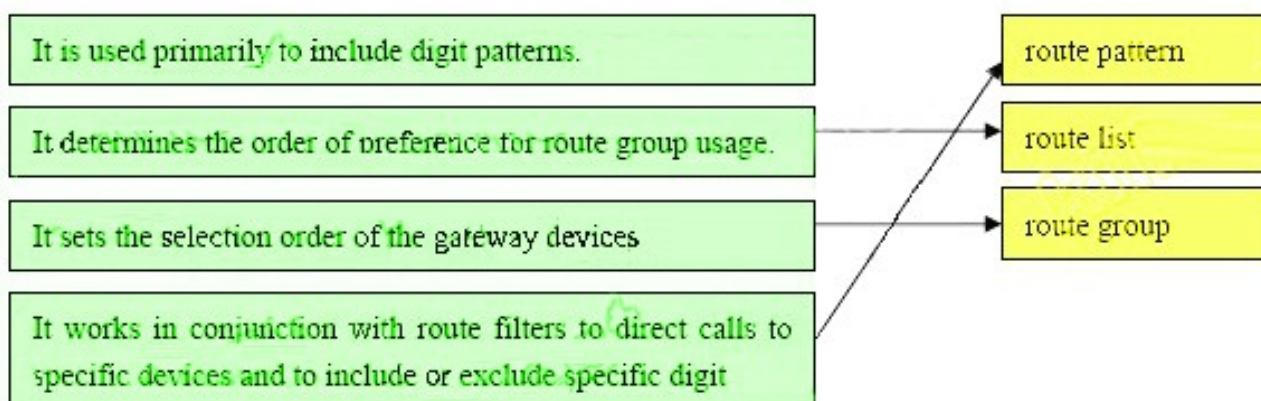 It is used primarily to include digit patterns.
It determines the order of preference for route group usage.
It sets the selection order of the gateway devices
It works in conjunction with route filters to direct calls to
specific devices and to include or exclude specific digit
route pattern
route list
route group